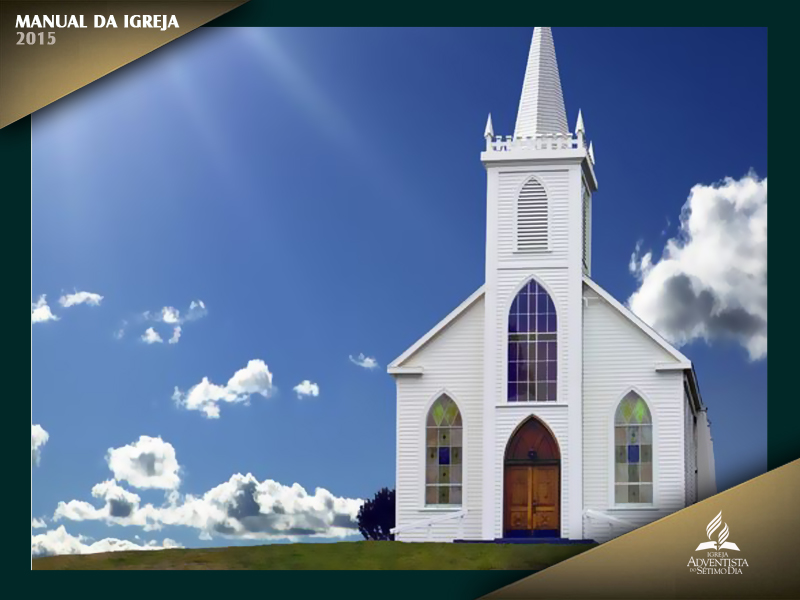 MANUAL DA IGREJA
2015
IGREJA
ADVENTISTA
DO SÉTIMO DIA